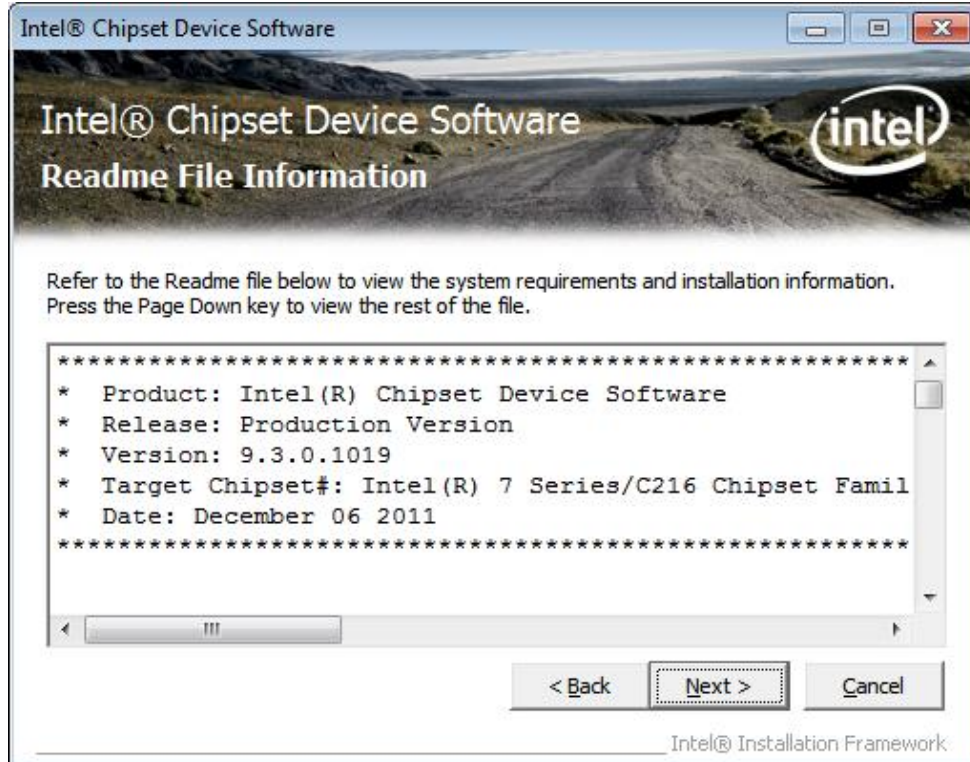 Intel® Chipset Device Software
Intel® Chipset Device Software
intel
Readme File Information
Refer to the Readme file below to view the system requirements and installation information.
Press the Page Down key to view the rest of the file.
********************************************************
* Product: Intel(R) Chipset Device Software
* Release: Production Version
* Version: 9.3.0.1019
* Target Chipset#: Intel(R) 7 Series/C216 Chipset Famil
* Date: December 06 2011
********************************************************
< Back Next > Cancel
Intel® Installation Framework